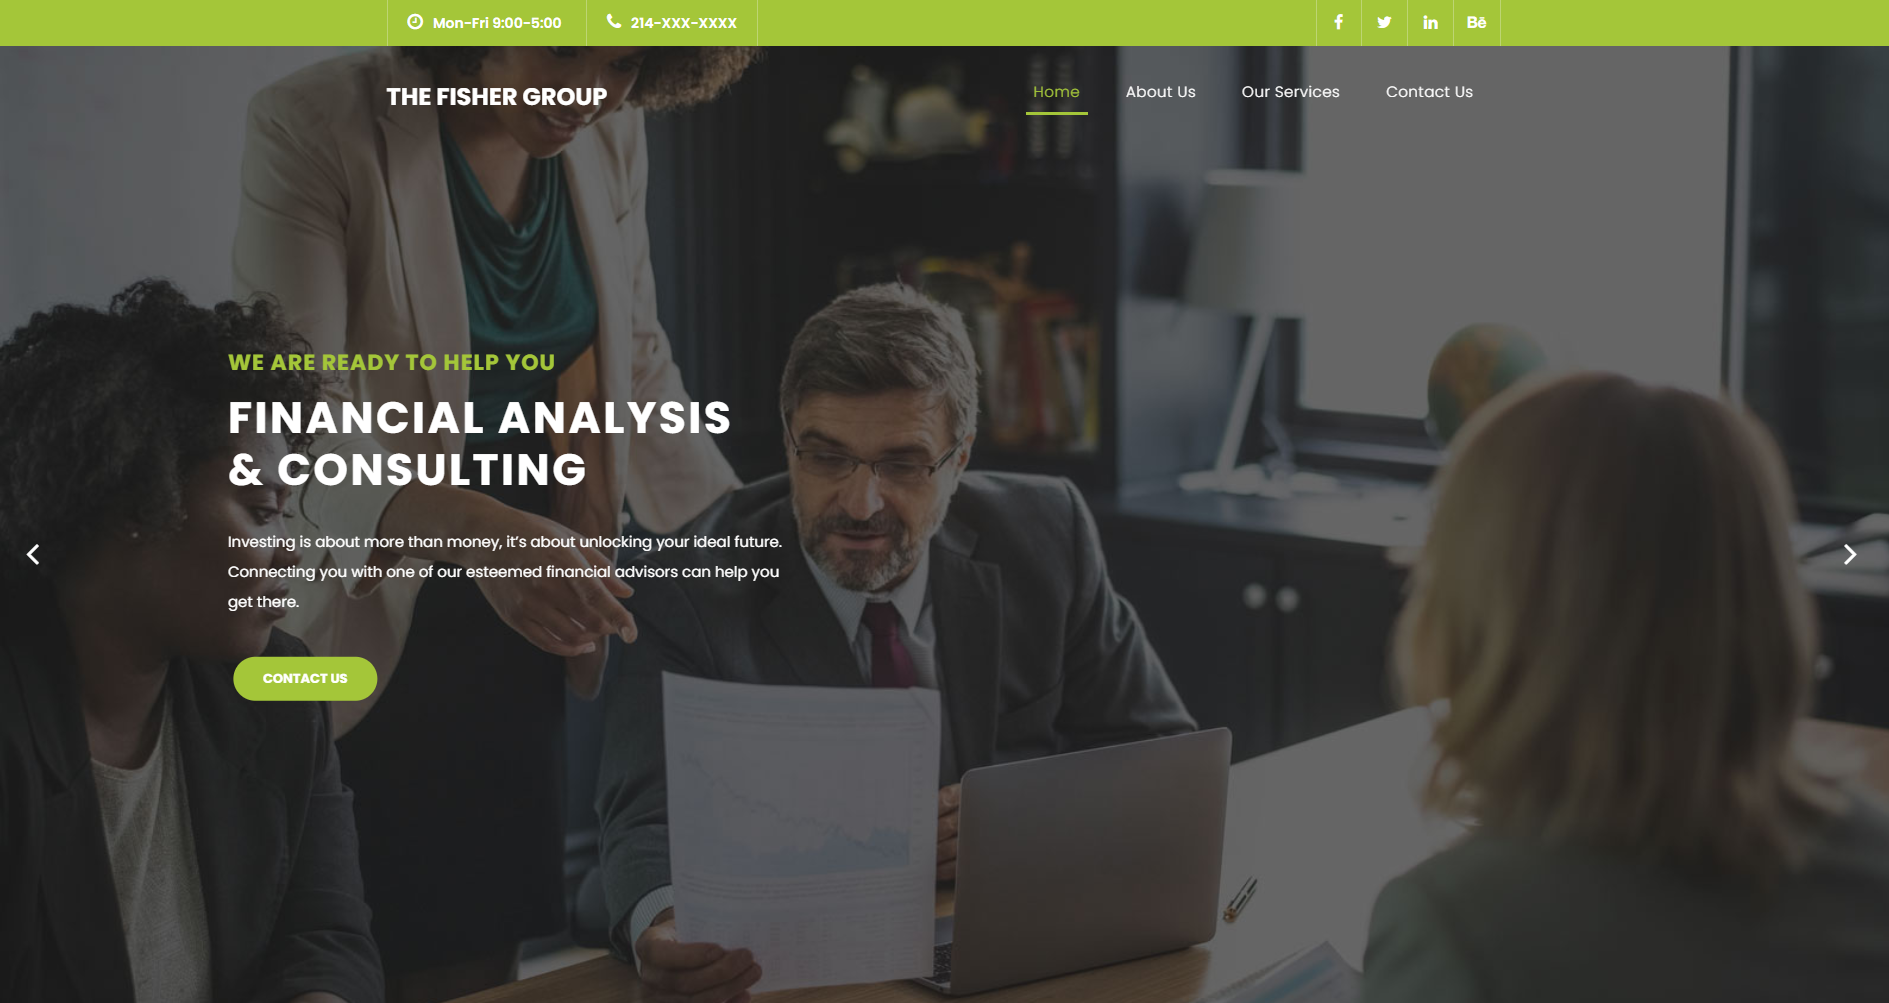 Mon-Fri 9:00-5:00
214-XXX-XXXX
Bē
THE FISHER GROUP
Home
About Us
Our Services
Contact Us
WE ARE READY TO HELP YOU
FINANCIAL ANALYSIS
& CONSULTING
Investing is about more than money, it's about unlocking your ideal future.
Connecting you with one of our esteemed financial advisors can help you
get there.
CONTACT US